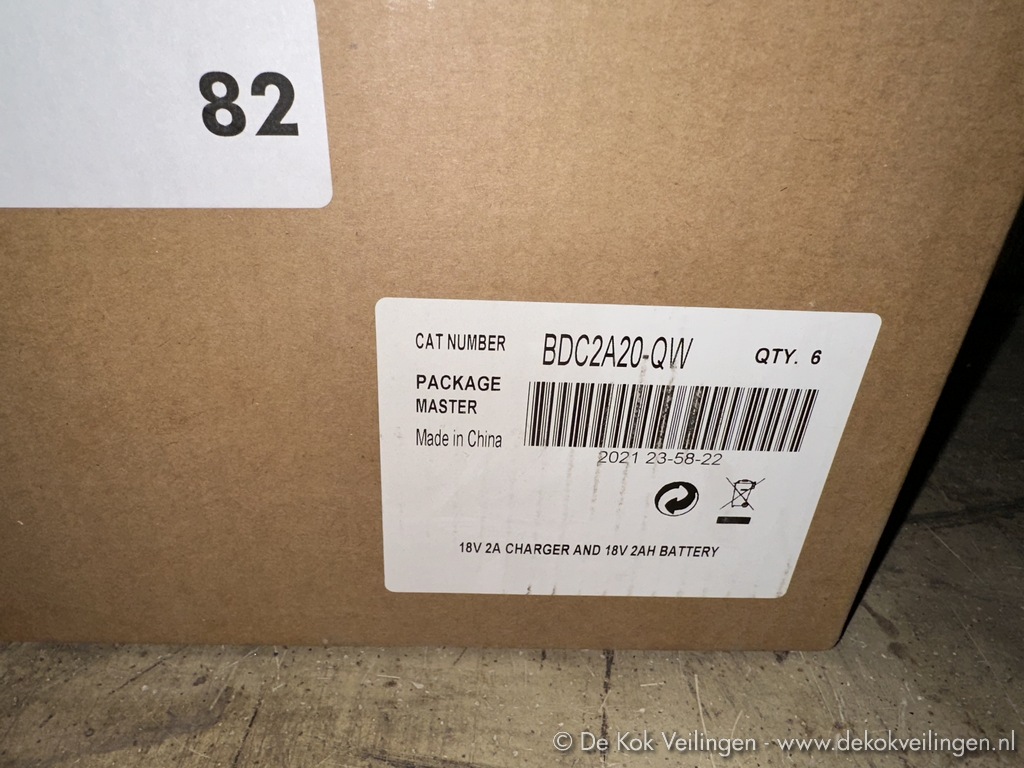 82
CAT NUMBER BDC2A20-QW QTY. 6
PACKAGE
MASTER
Made in China
2021 23-58-22
18V 2A CHARGER AND 18V 2AH BATTERY
© De Kok Veilingen - www.dekokveilingen.nl